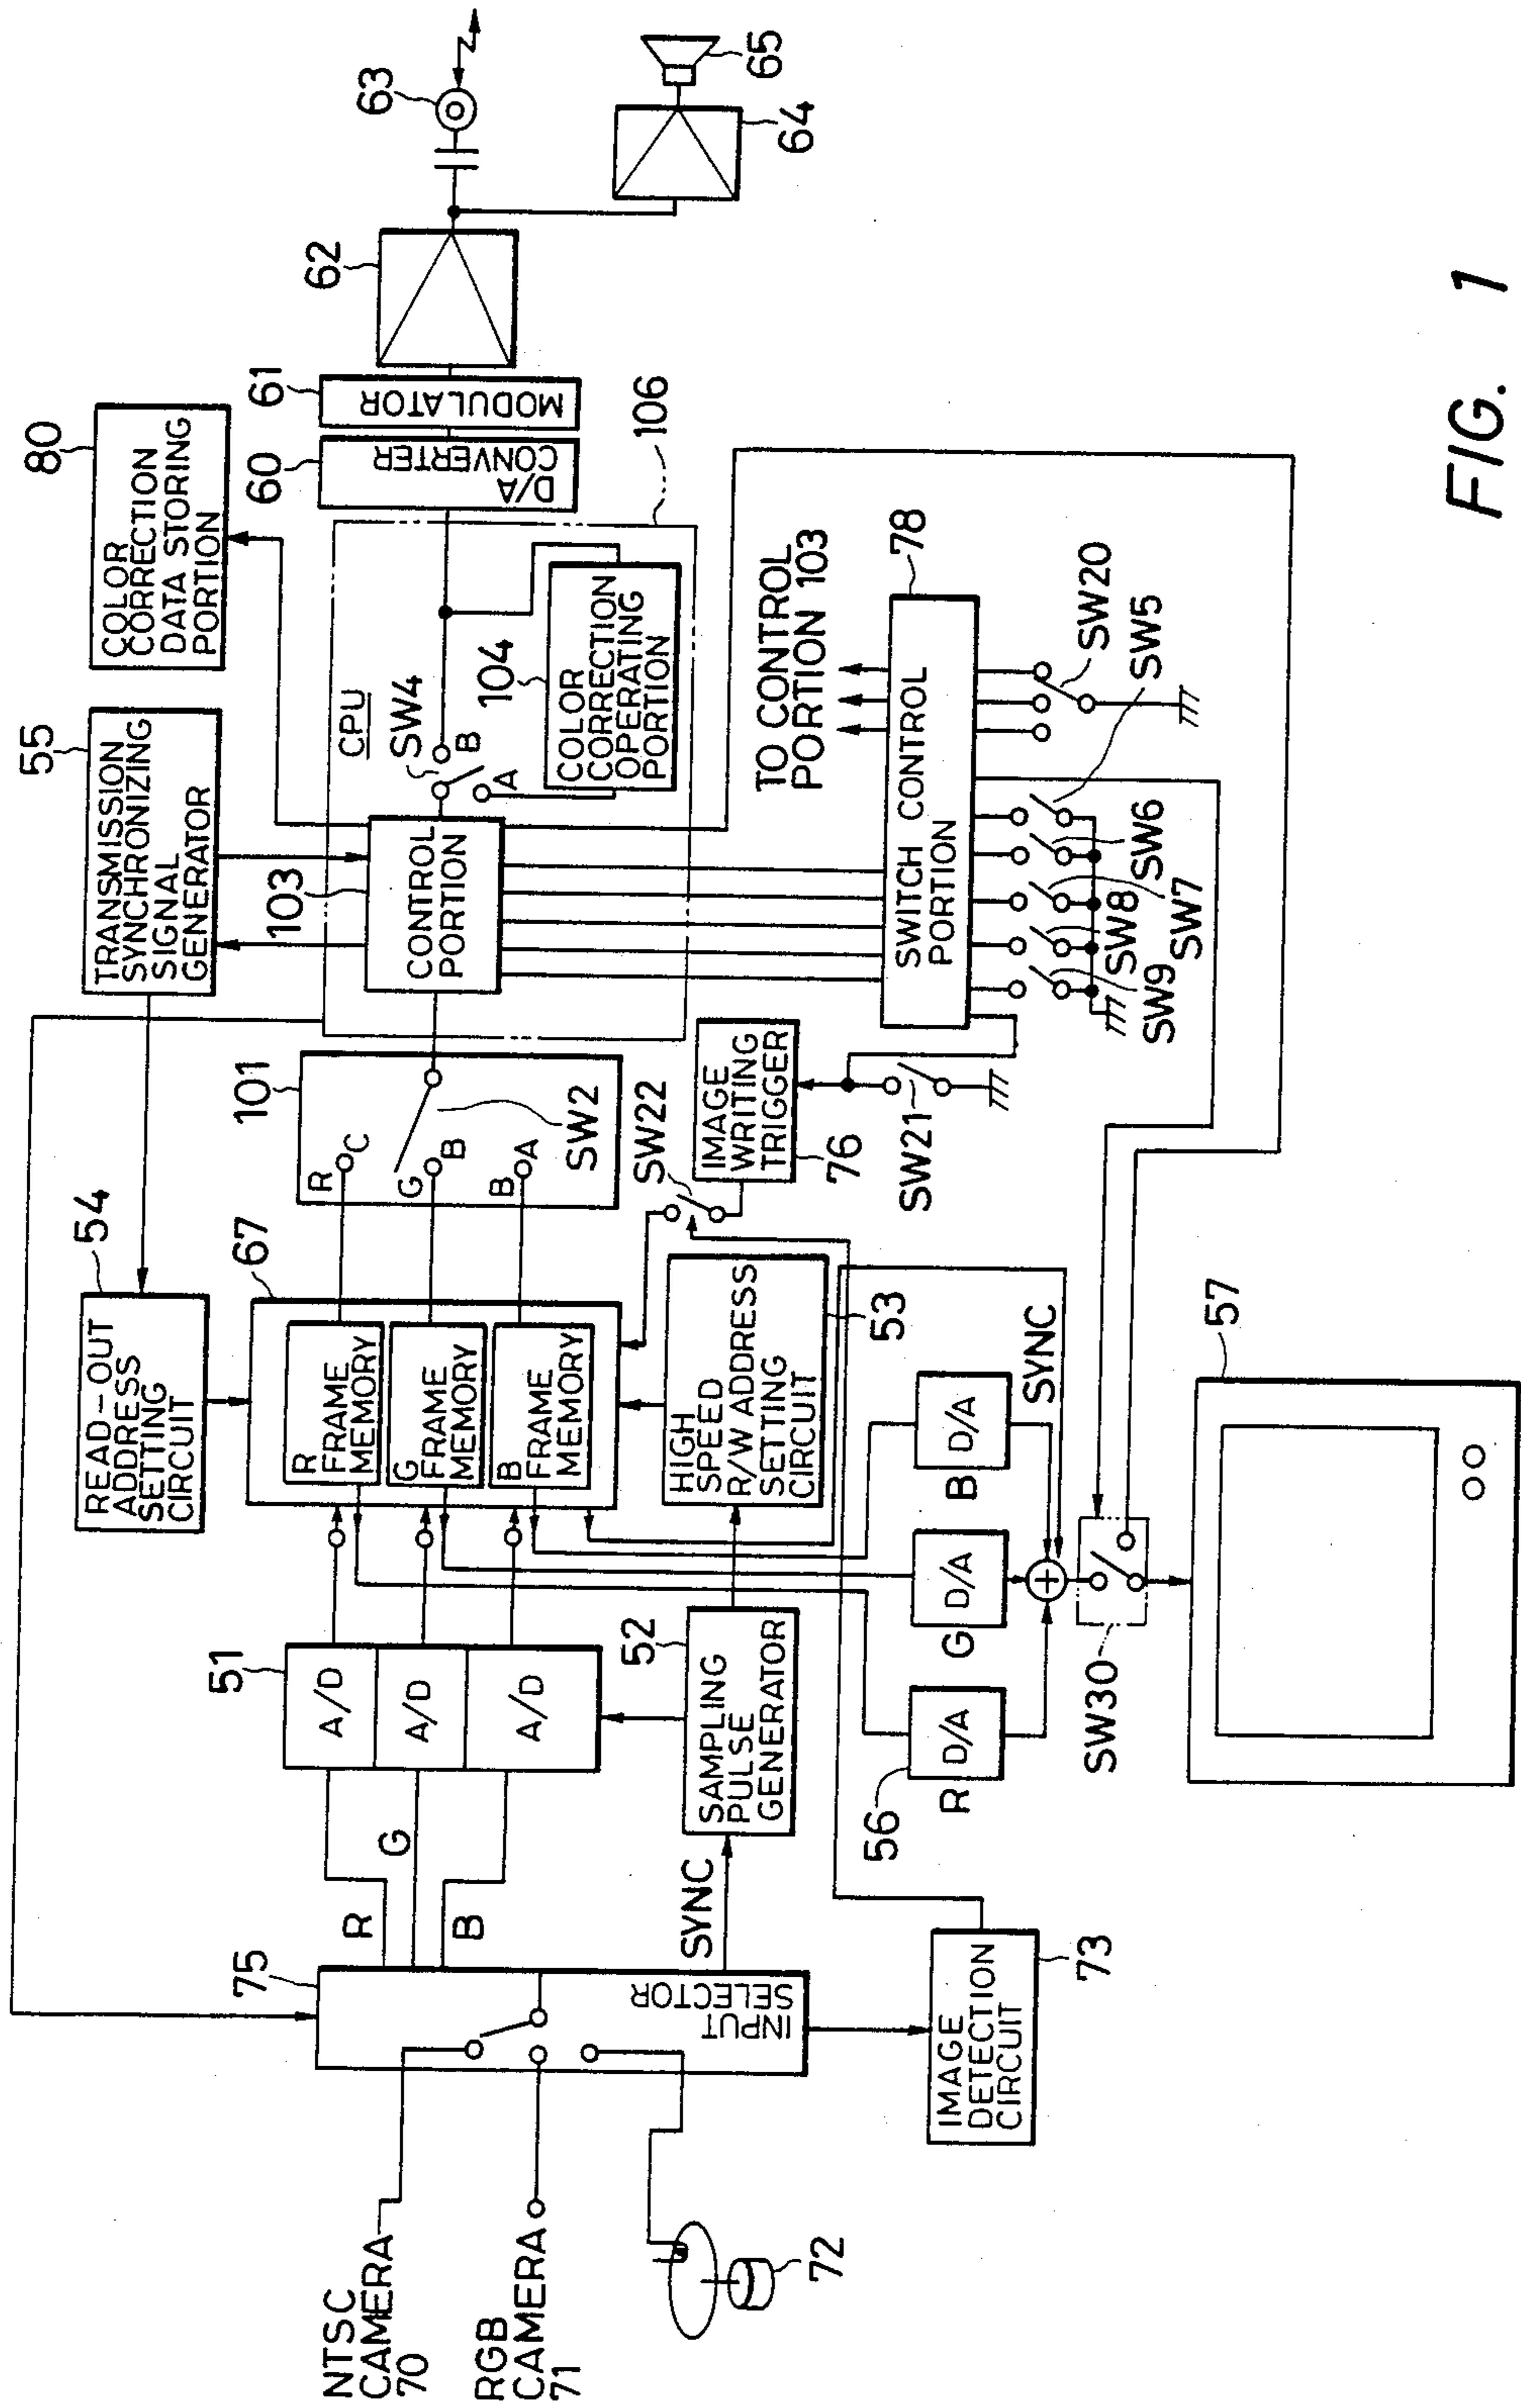 NTSC
CAMERA
70
RGB
CAMERA
71
72
75
INPUT
SELECTOR
R
G
B
SYNC
IMAGE
DETECTION
CIRCUIT
73
51
A/D
A/D
A/D
52
SAMPLING
PULSE
GENERATOR
54
READ-OUT
ADDRESS
SETTING
CIRCUIT
67
R
FRAME
MEMORY
G
FRAME
MEMORY
B
FRAME
MEMORY
HIGH
SPEED
R/W ADDRESS
SETTING
CIRCUIT
53
56
R
D/A
G
D/A
B
D/A
SYNC
SW30
57
101
R
C
G
B
B
A
SW2
SW22
IMAGE
WRITING
TRIGGER
76
SW21
55
TRANSMISSION
SYNCHRONIZING
SIGNAL
GENERATOR
80
COLOR
CORRECTION
DATA STORING
PORTION
103
CONTROL
PORTION
CPU
SW4
B
A
104
COLOR
CORRECTION
OPERATING
PORTION
106
60
D/A
CONVERTER
61
MODULATOR
62
63
64
65
TO CONTROL
PORTION 103
78
SWITCH CONTROL
PORTION
SW9
SW8
SW7
SW6
SW5
SW20
FIG. 1